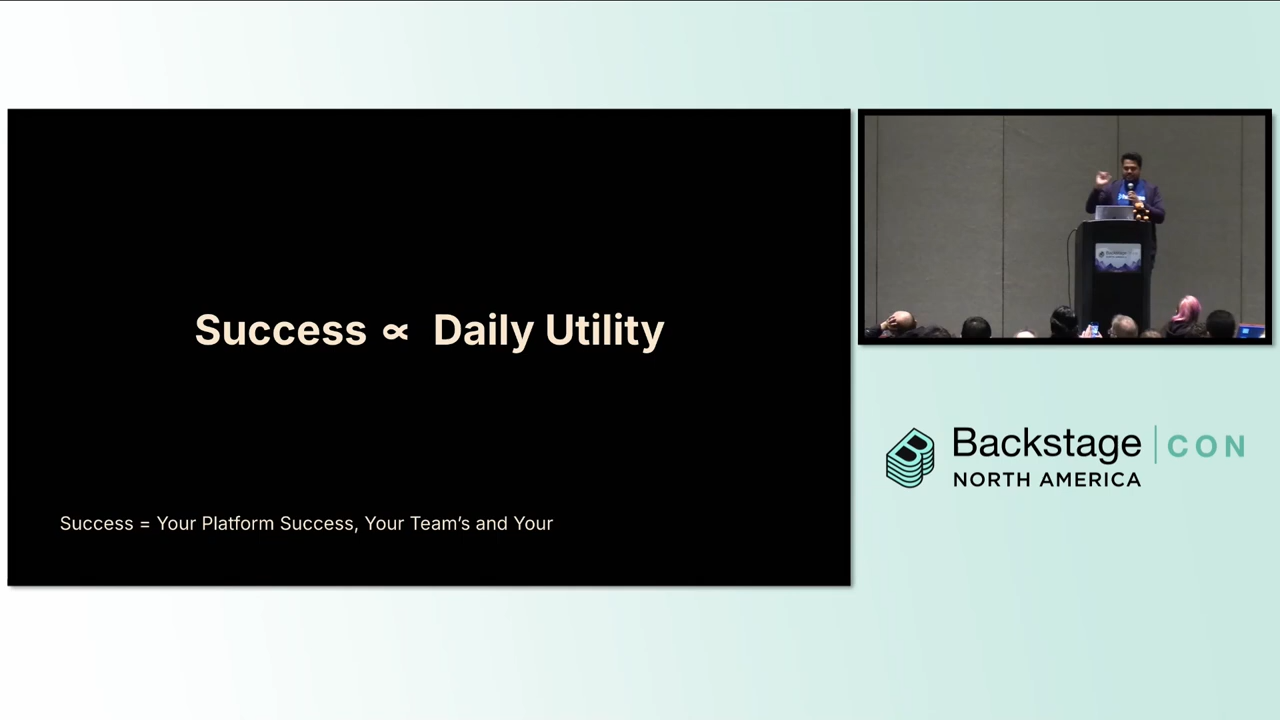 Success ∝ Daily Utility
Success = Your Platform Success, Your Team's and Your
Backstage CON
NORTH AMERICA